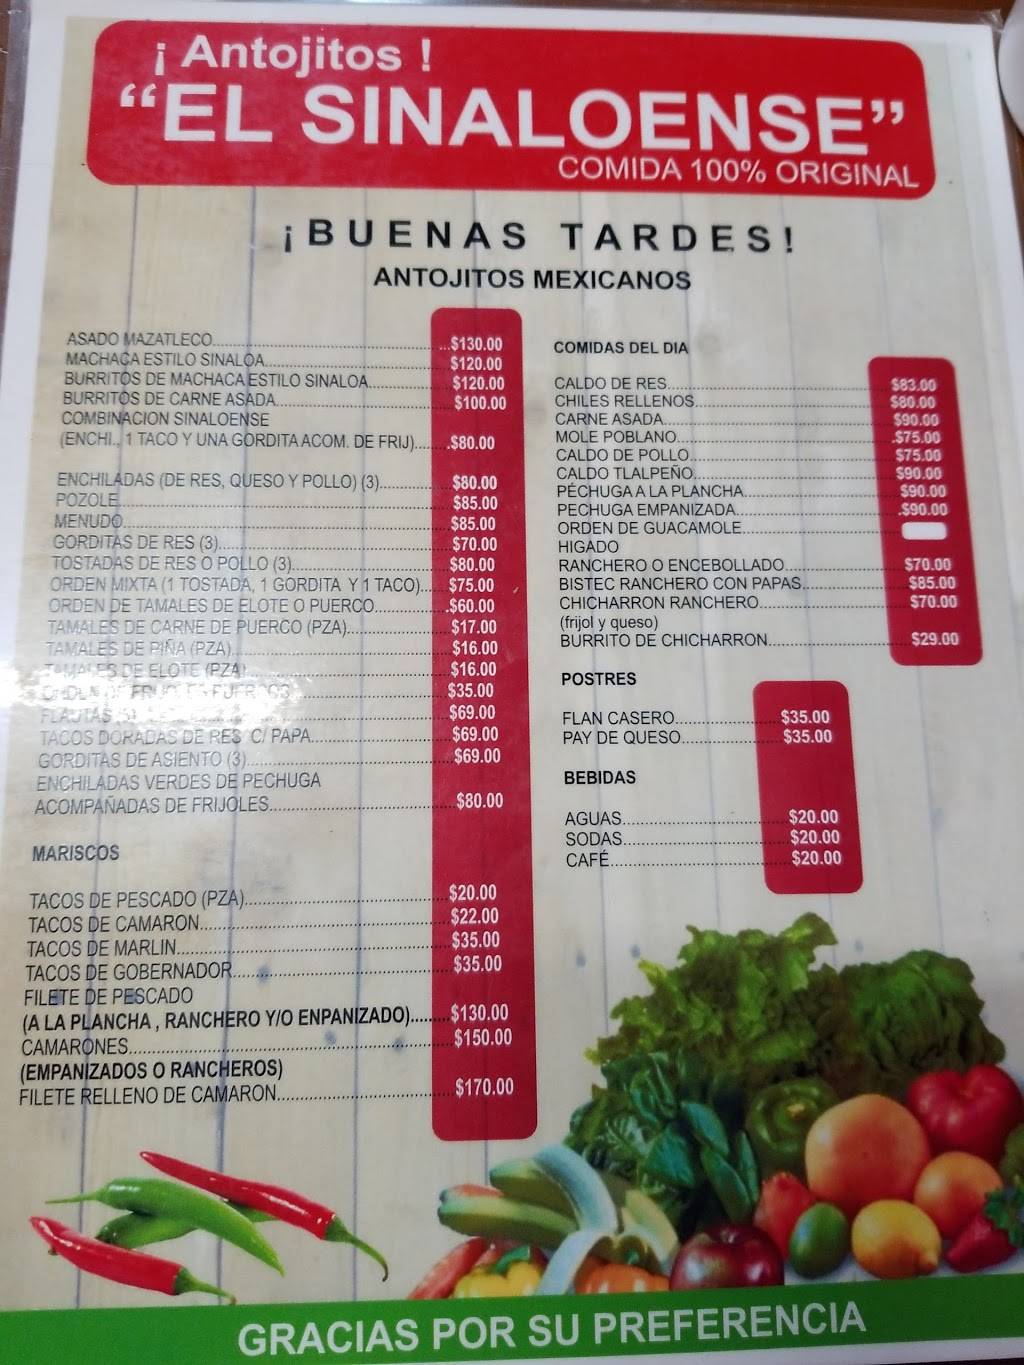 ¡ Antojitos !
“EL SINALOENSE”
COMIDA 100% ORIGINAL
¡BUENAS TARDES!
ANTOJITOS MEXICANOS
ASADO MAZATLECO...$130.00
MACHACA ESTILO SINALOA...$120.00
BURRITOS DE MACHACA ESTILO SINALOA...$120.00
BURRITOS DE CARNE ASADA...$100.00
COMBINACION SINALOENSE
(ENCHI., 1 TACO Y UNA GORDITA ACOM. DE FRIJ)...$80.00
ENCHILADAS (DE RES, QUESO Y POLLO) (3)...$80.00
POZOLE...$85.00
MENUDO...$85.00
GORDITAS DE RES (3)...$70.00
TOSTADAS DE RES O POLLO (3)...$80.00
ORDEN MIXTA (1 TOSTADA, 1 GORDITA Y 1 TACO)...$75.00
ORDEN DE TAMALES DE ELOTE O PUERCO...$60.00
TAMALES DE CARNE DE PUERCO (PZA)...$17.00
TAMALES DE PIÑA (PZA)...$16.00
TAMALES DE ELOTE (PZA)...$16.00
ORDEN DE FRIJOLES PUERCOS...$35.00
FLAUTAS $69.00
TACOS DORADAS DE RES C/ PAPA...$69.00
GORDITAS DE ASIENTO (3)...$69.00
ENCHILADAS VERDES DE PECHUGA
ACOMPAÑADAS DE FRIJOLES...$80.00
MARISCOS
TACOS DE PESCADO (PZA)...$20.00
TACOS DE CAMARON...$22.00
TACOS DE MARLIN...$35.00
TACOS DE GOBERNADOR...$35.00
FILETE DE PESCADO
(A LA PLANCHA , RANCHERO Y/O ENPANIZADO)...$130.00
CAMARONES...$150.00
(EMPANIZADOS O RANCHEROS)
FILETE RELLENO DE CAMARON...$170.00
COMIDAS DEL DIA
CALDO DE RES...$83.00
CHILES RELLENOS...$80.00
CARNE ASADA...$90.00
MOLE POBLANO...$75.00
CALDO DE POLLO...$75.00
CALDO TLALPEÑO...$90.00
PÉCHUGA A LA PLANCHA...$90.00
PECHUGA EMPANIZADA...$90.00
ORDEN DE GUACAMOLE...
HIGADO
RANCHERO O ENCEBOLLADO...$70.00
BISTEC RANCHERO CON PAPAS...$85.00
CHICHARRON RANCHERO...$70.00
(frijol y queso)
BURRITO DE CHICHARRON...$29.00
POSTRES
FLAN CASERO...$35.00
PAY DE QUESO...$35.00
BEBIDAS
AGUAS...$20.00
SODAS...$20.00
CAFÉ...$20.00
GRACIAS POR SU PREFERENCIA